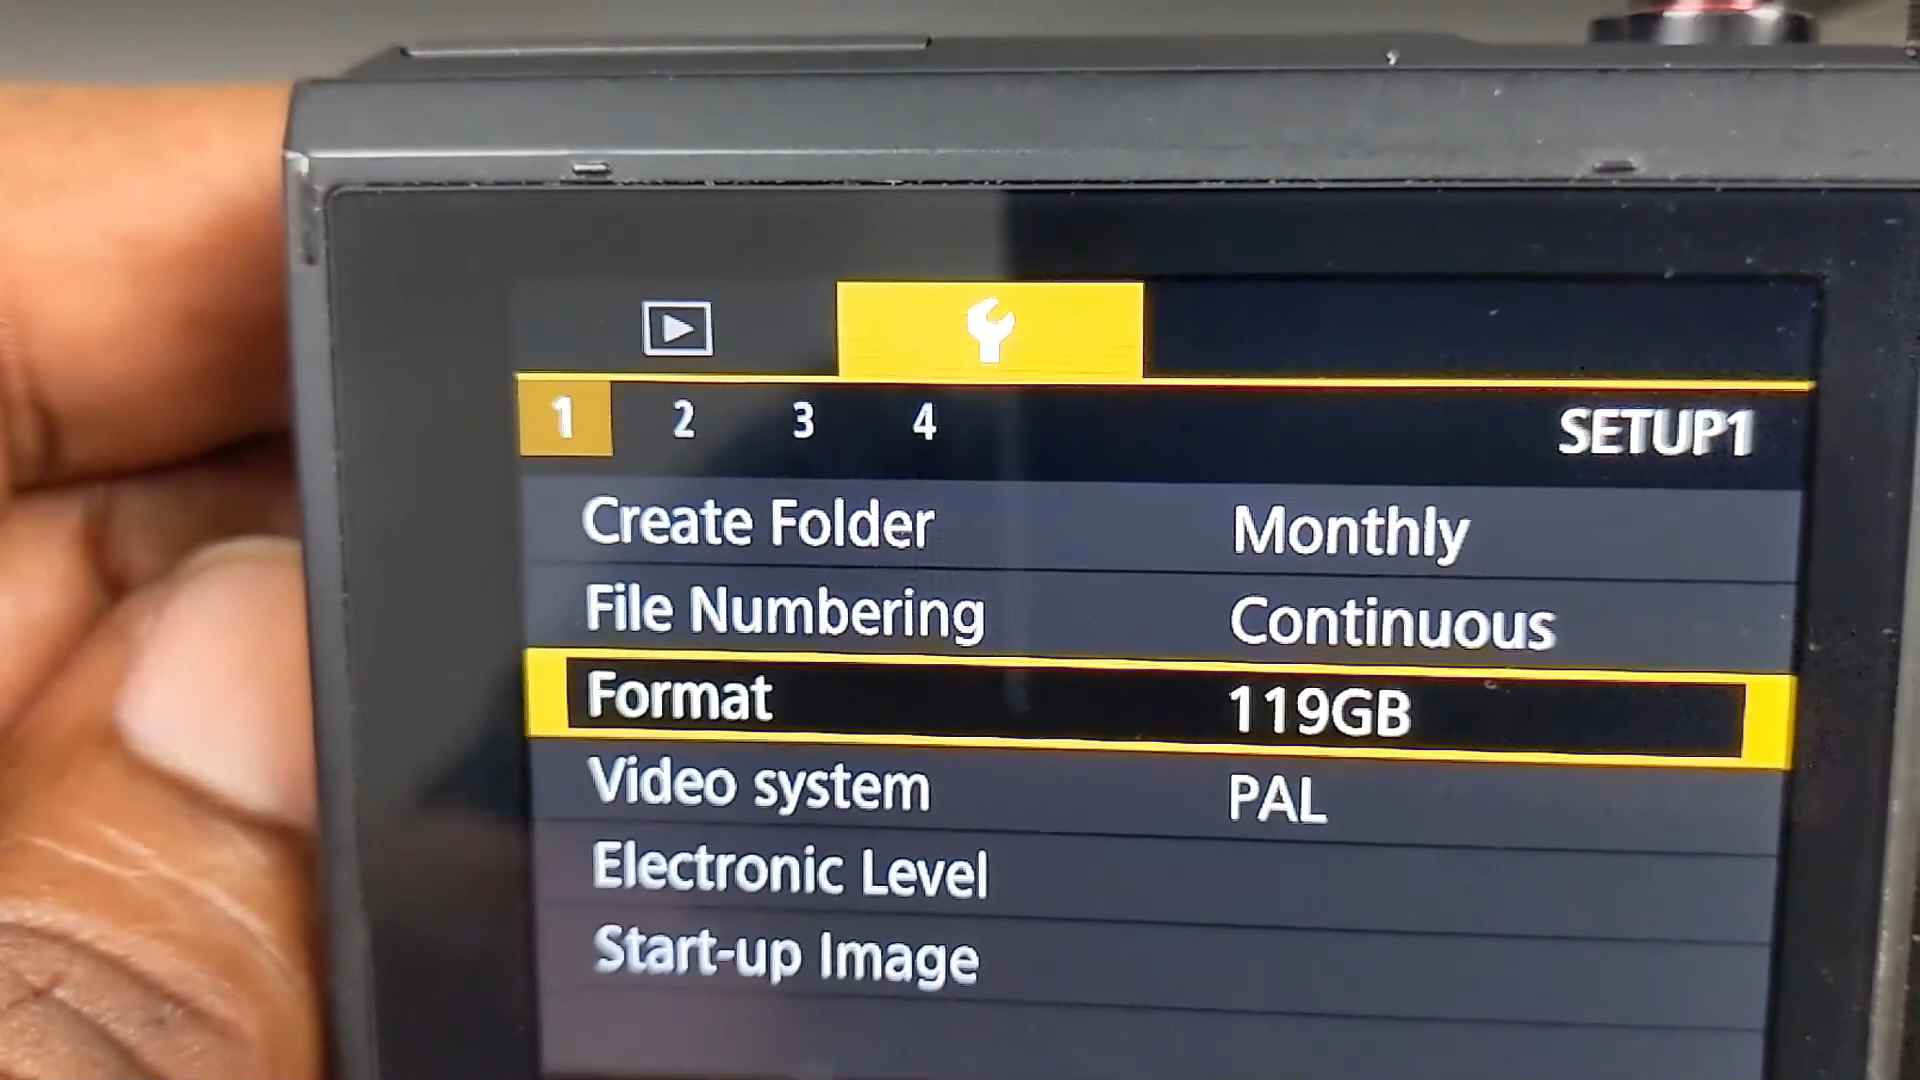 1 2 3 4 SETUP1
Create Folder Monthly
File Numbering Continuous
Format 119GB
Video system PAL
Electronic Level
Start-up Image